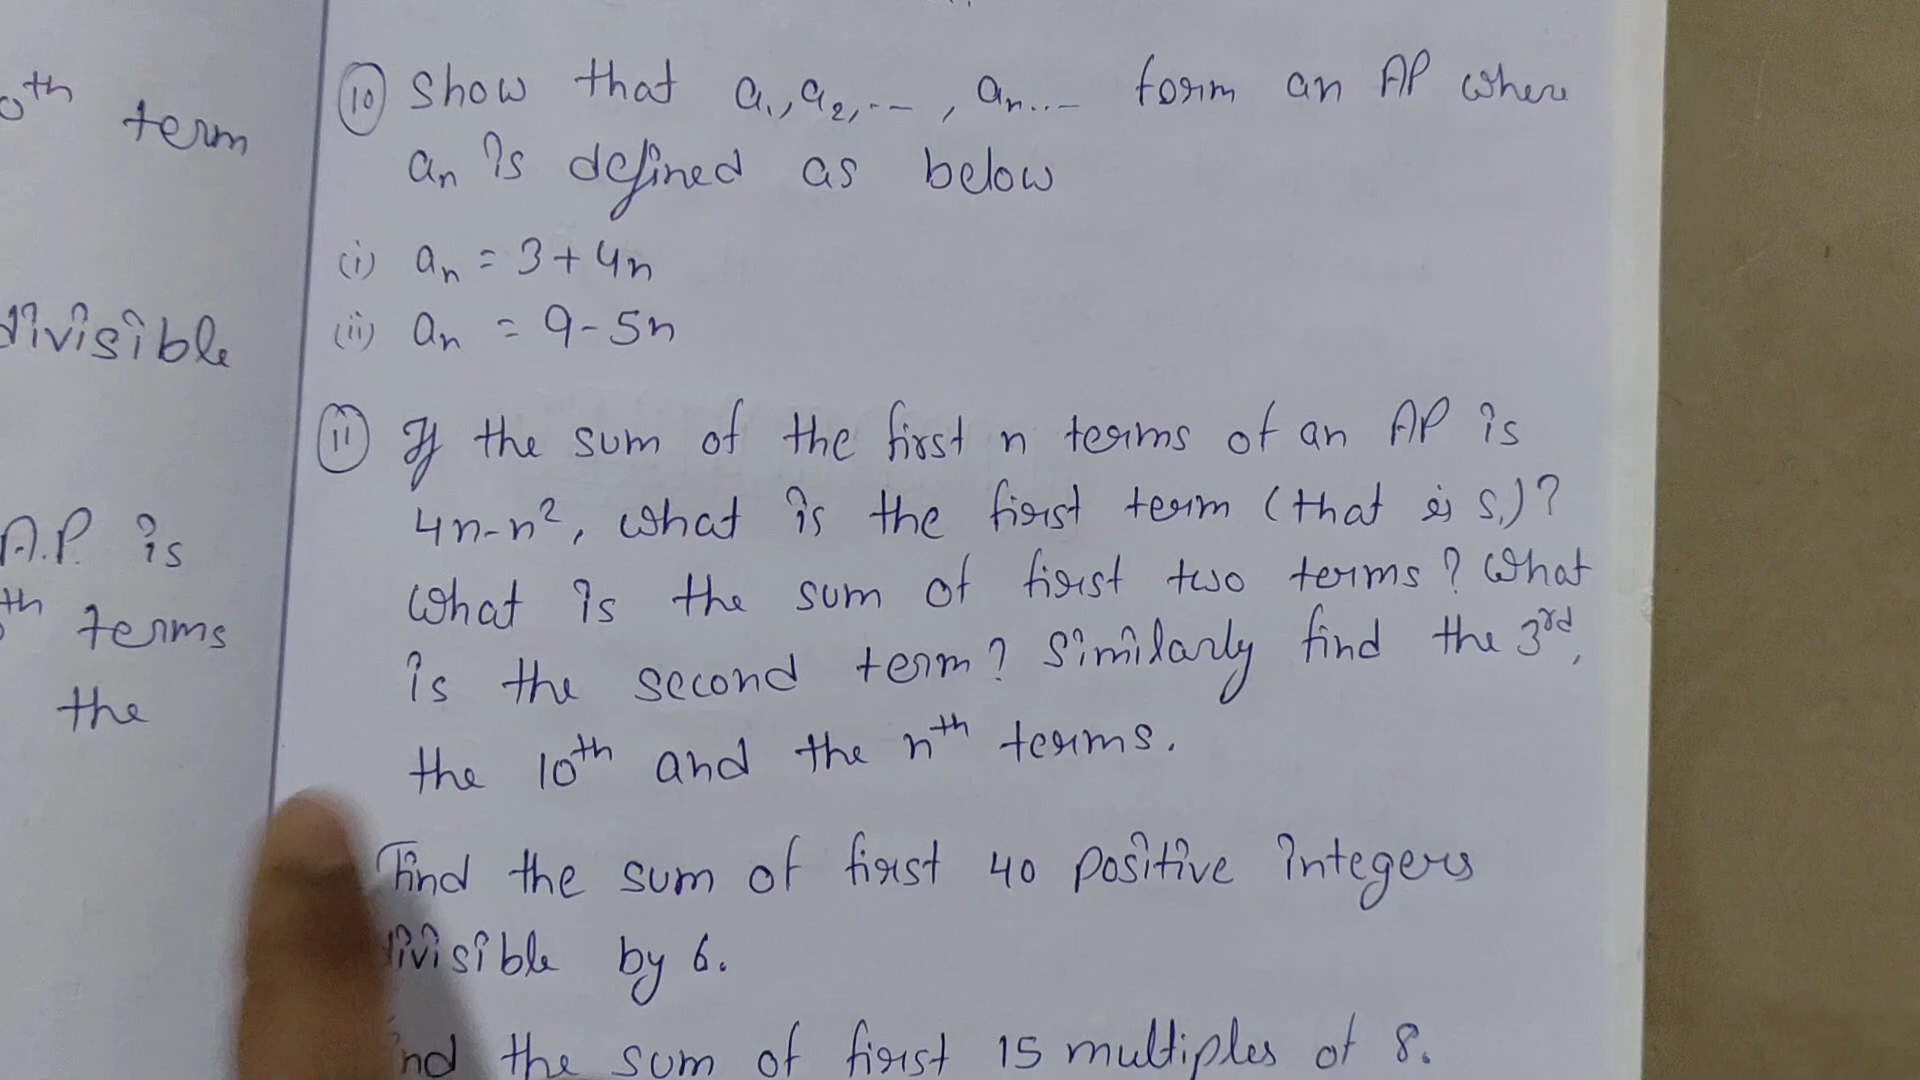 term
divisible
A.P. is
th terms
the
10 Show that a1, a2, --- , an... - form an AP where
an is defined as below
(i) an = 3 + 4n
(ii) an = 9 - 5n
11 If the sum of the first n terms of an AP is
4n-n², what is the first term (that is S1)?
What is the sum of first two terms? What
is the second term? Similarly find the 3rd,
the 10th and the nth terms.
Find the sum of first 40 positive integers
divisible by 6.
the sum of first 15 multiples of 8.